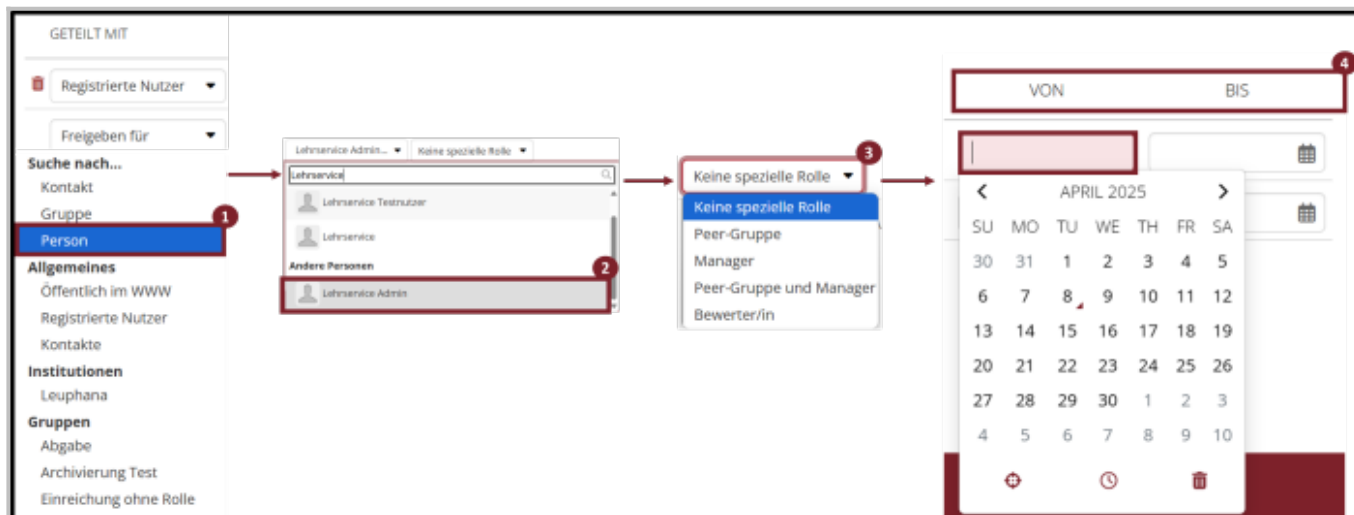 GETEILT MIT
Registrierte Nutzer
Freigeben für
Suche nach...
Kontakt
Gruppe
1
Person
Allgemeines
Öffentlich im WWW
Registrierte Nutzer
Kontakte
Institutionen
Leuphana
Gruppen
Abgabe
Archivierung Test
Einreichung ohne Rolle
Lehrservice Admin... Keine spezielle Rolle
Lehrservice
Lehrservice Testnutzer
Lehrservice
Andere Personen
2
Lehrservice Admin
3
Keine spezielle Rolle
Keine spezielle Rolle
Peer-Gruppe
Manager
Peer-Gruppe und Manager
Bewerter/in
4
VON BIS
APRIL 2025
SU MO TU WE TH FR SA
30 31 1 2 3 4 5
6 7 8 9 10 11 12
13 14 15 16 17 18 19
20 21 22 23 24 25 26
27 28 29 30 1 2 3
4 5 6 7 8 9 10